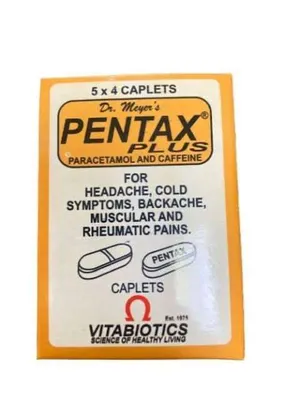 5 x 4 CAPLETS
Dr. Meyer's
PENTAX®
PLUS
PARACETAMOL AND CAFFEINE
FOR
HEADACHE, COLD
SYMPTOMS, BACKACHE,
MUSCULAR AND
RHEUMATIC PAINS.
PENTAX
CAPLETS
Est. 1971
VITABIOTICS
SCIENCE OF HEALTHY LIVING